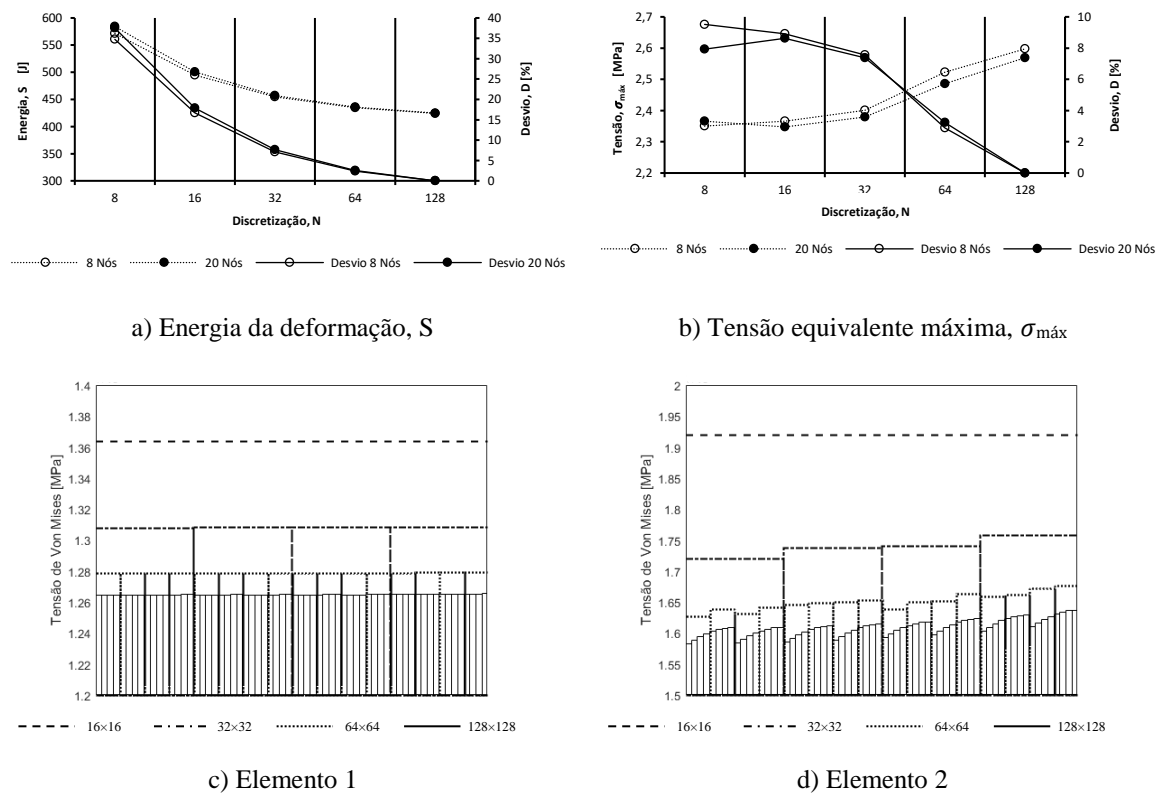 600
550
500
450
400
350
300
Energia, S [J]
40
35
30
25
20
15
10
5
0
Desvio, D [%]
8 16 32 64 128
Discretização, N
8 Nós 20 Nós Desvio 8 Nós Desvio 20 Nós
a) Energia da deformação, S
2,7
2,6
2,5
2,4
2,3
2,2
Tensão, σmáx [MPa]
10
8
6
4
2
0
Desvio, D [%]
8 16 32 64 128
Discretização, N
8 Nós 20 Nós Desvio 8 Nós Desvio 20 Nós
b) Tensão equivalente máxima, σmáx
1.4
1.38
1.36
1.34
1.32
1.3
1.28
1.26
1.24
1.22
1.2
Tensão de Von Mises [MPa]
16×16 32×32 64×64 128×128
c) Elemento 1
2
1.95
1.9
1.85
1.8
1.75
1.7
1.65
1.6
1.55
1.5
Tensão de Von Mises [MPa]
16×16 32×32 64×64 128×128
d) Elemento 2